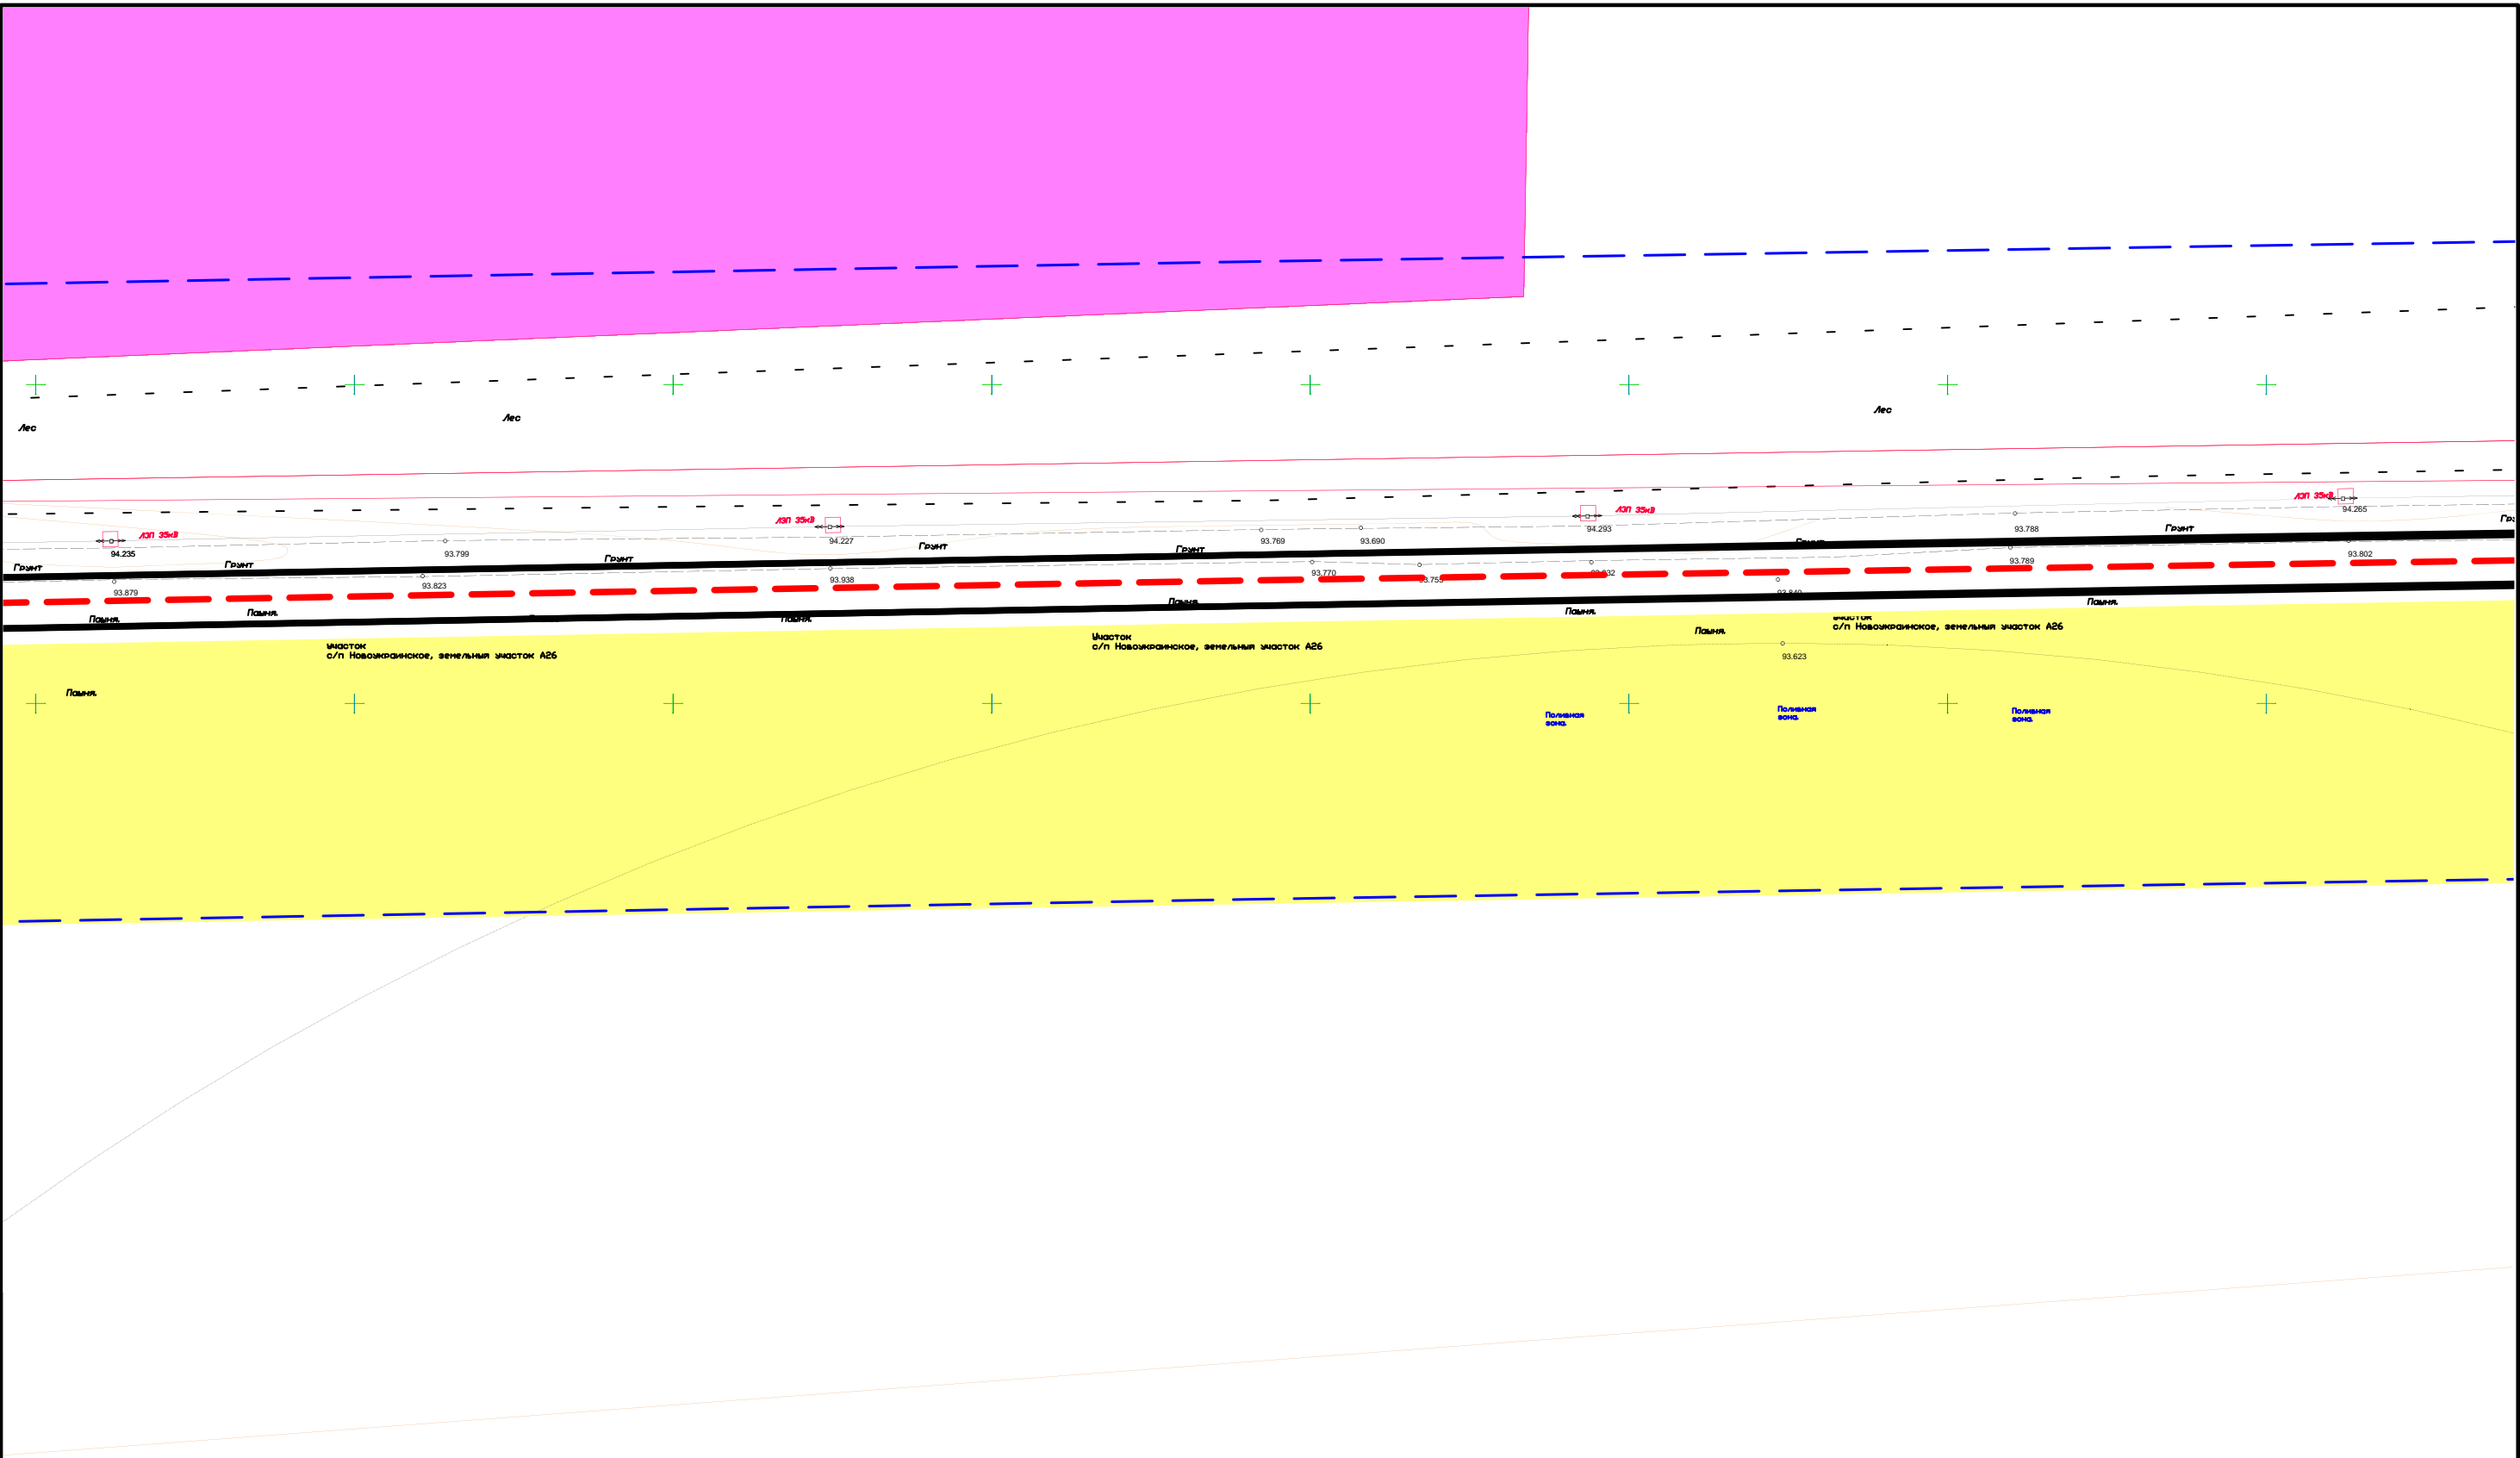 Лес
Лес
Лес
ЛЭП 35кВ
94.265
ЛЭП 35кВ
94.293
ЛЭП 35кВ
94.227
ЛЭП 35кВ
94.235
93.799
93.769
93.690
93.788
Грунт
Грунт
Грунт
Грунт
Грунт
Грунт
93.802
93.789
93.770
93.938
93.823
93.879
93.623
Пашня.
Пашня.
Пашня.
Пашня.
Пашня.
Пашня.
Пашня.
Участок
с/п Новоукраинское, земельный участок А26
Участок
с/п Новоукраинское, земельный участок А26
Участок
с/п Новоукраинское, земельный участок А26
Пашня.
Поливная
зона.
Поливная
зона.
Поливная
зона.